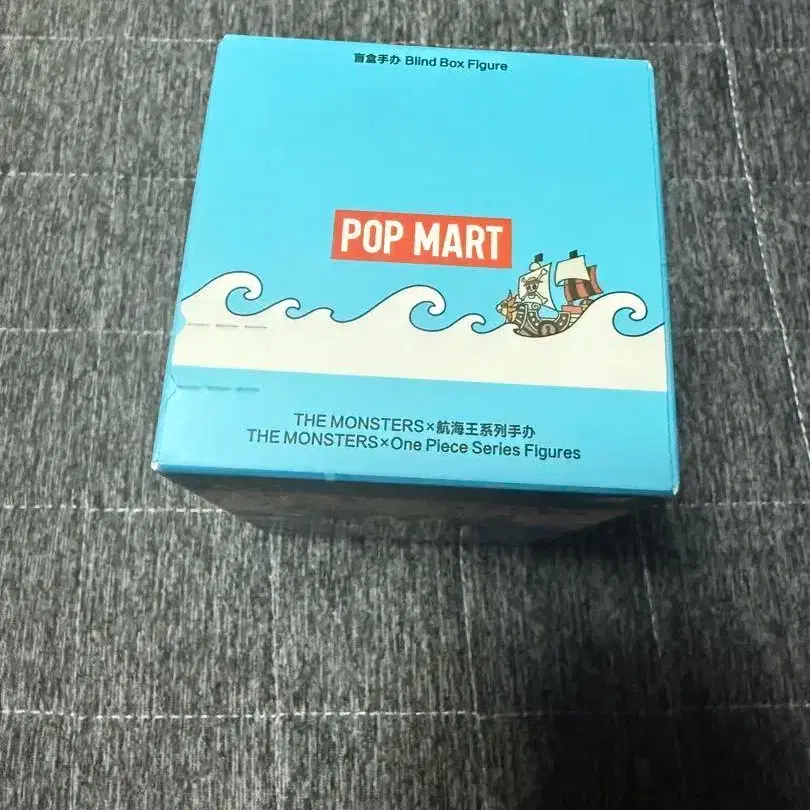 盲盒手办 Blind Box Figure
POP MART
THE MONSTERS×航海王系列手办
THE MONSTERS×One Piece Series Figures